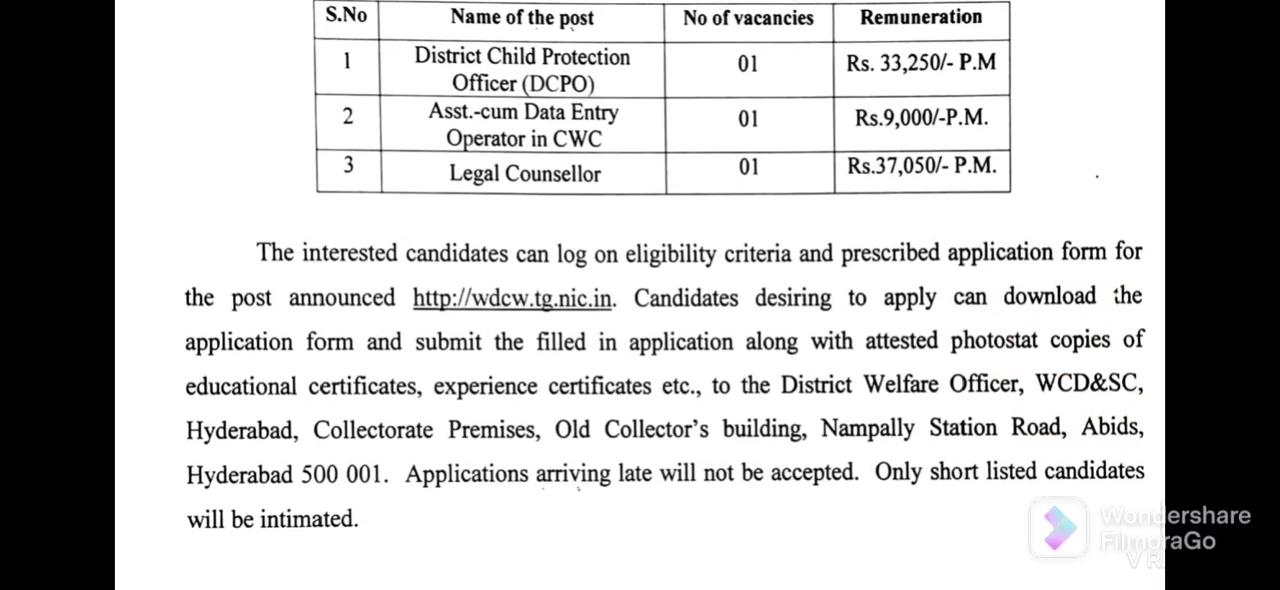 S.No Name of the post No of vacancies Remuneration
1 District Child Protection Officer (DCPO) 01 Rs. 33,250/- P.M
2 Asst.-cum Data Entry Operator in CWC 01 Rs.9,000/-P.M.
3 Legal Counsellor 01 Rs.37,050/- P.M.
The interested candidates can log on eligibility criteria and prescribed application form for
the post announced http://wdcw.tg.nic.in. Candidates desiring to apply can download the
application form and submit the filled in application along with attested photostat copies of
educational certificates, experience certificates etc., to the District Welfare Officer, WCD&SC,
Hyderabad, Collectorate Premises, Old Collector's building, Nampally Station Road, Abids,
Hyderabad 500 001. Applications arriving late will not be accepted. Only short listed candidates
will be intimated.
Wondershare
FilmoraGo